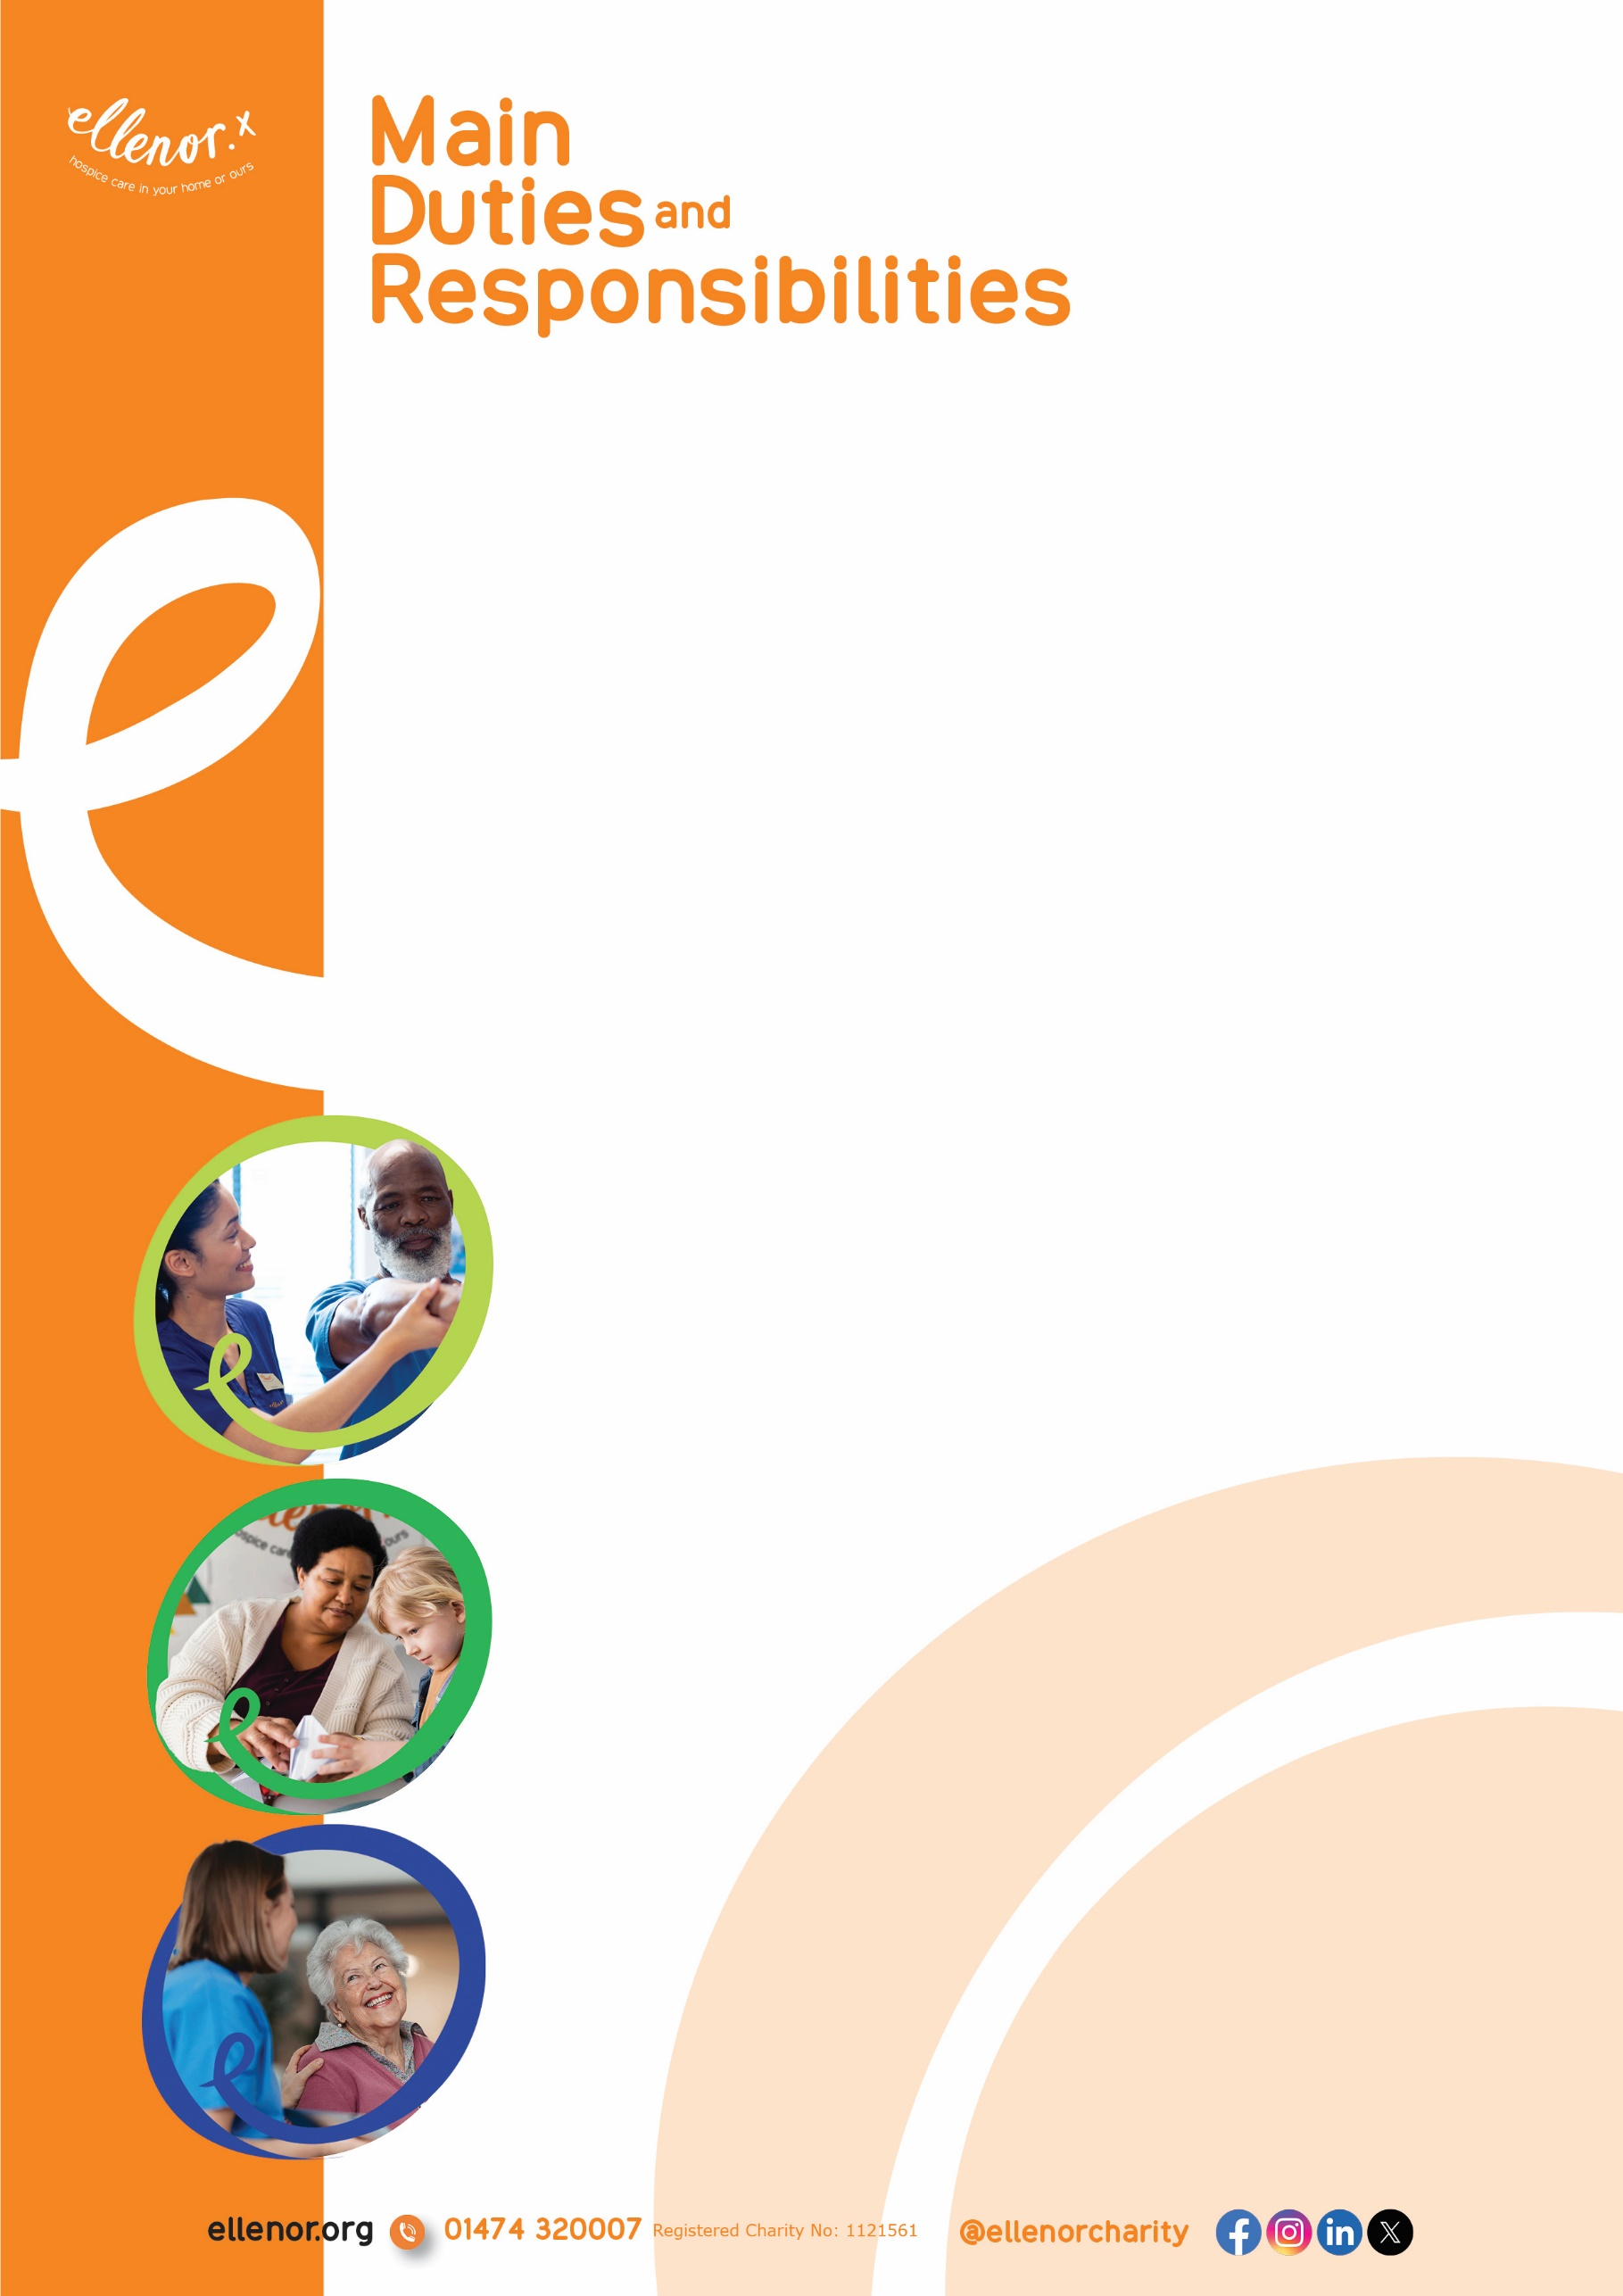 ellenor.x
hospice care in your home or ours
Main
Duties and
Responsibilities
ellenor.org 01474 320007 Registered Charity No: 1121561 @ellenorcharity